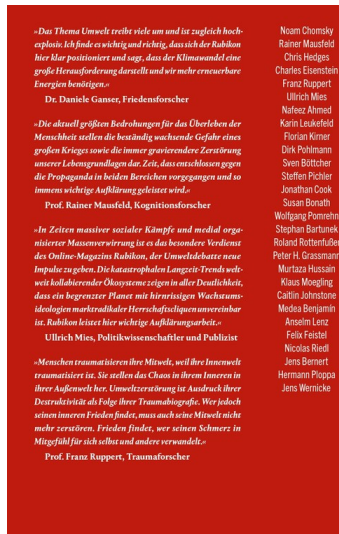 »Das Thema Umwelt treibt viele um und ist zugleich hoch-
explosiv. Ich finde es wichtig und richtig, dass sich der Rubikon
hier klar positioniert und sagt, dass der Klimawandel eine
große Herausforderung darstellt und wir mehr erneuerbare
Energien benötigen.«
Dr. Daniele Ganser, Friedensforscher
»Die aktuell größten Bedrohungen für das Überleben der
Menschheit stellen die beständig wachsende Gefahr eines
großen Krieges sowie die immer gravierendere Zerstörung
unserer Lebensgrundlagen dar. Zeit, dass entschlossen gegen
die Propaganda in beiden Bereichen vorgegangen und so
immens wichtige Aufklärung geleistet wird.«
Prof. Rainer Mausfeld, Kognitionsforscher
»In Zeiten massiver sozialer Kämpfe und medial orga-
nisierter Massenverwirrung ist es das besondere Verdienst
des Online-Magazins Rubikon, der Umweltdebatte neue
Impulse zu geben. Die katastrophalen Langzeit-Trends welt-
weit kollabierender Ökosysteme zeigen in aller Deutlichkeit,
dass ein begrenzter Planet mit hirnrissigen Wachstums-
ideologien marktradikaler Herrschaftscliquen unvereinbar
ist. Rubikon leistet hier wichtige Aufklärungsarbeit.«
Ullrich Mies, Politikwissenschaftler und Publizist
»Menschen traumatisieren ihre Mitwelt, weil ihre Innenwelt
traumatisiert ist. Sie stellen das Chaos in ihrem Inneren in
ihrer Außenwelt her. Umweltzerstörung ist Ausdruck ihrer
Destruktivität als Folge ihrer Traumabiografie. Wer jedoch
seinen inneren Frieden findet, muss auch seine Mitwelt nicht
mehr zerstören. Frieden findet, wer seinen Schmerz in
Mitgefühl für sich selbst und andere verwandelt.«
Prof. Franz Ruppert, Traumaforscher
Noam Chomsky
Rainer Mausfeld
Chris Hedges
Charles Eisenstein
Franz Ruppert
Ullrich Mies
Nafeez Ahmed
Karin Leukefeld
Florian Kirner
Dirk Pohlmann
Sven Böttcher
Steffen Pichler
Jonathan Cook
Susan Bonath
Wolfgang Pomrehn
Stephan Bartunek
Roland Rottenfußer
Peter H. Grassmann
Murtaza Hussain
Klaus Moegling
Caitlin Johnstone
Medea Benjamin
Anselm Lenz
Felix Feistel
Nicolas Riedl
Jens Bernert
Hermann Ploppa
Jens Wernicke